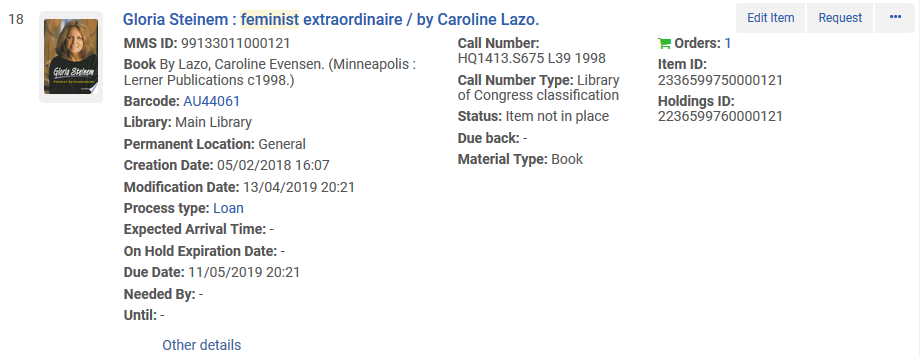 18
Gloria Steinem : feminist extraordinaire / by Caroline Lazo.
Edit Item
Request
Gloria Steinem
MMS ID: 99133011000121
Book By Lazo, Caroline Evensen. (Minneapolis :
Lerner Publications c1998.)
Barcode: AU44061
Library: Main Library
Permanent Location: General
Creation Date: 05/02/2018 16:07
Modification Date: 13/04/2019 20:21
Process type: Loan
Expected Arrival Time: -
On Hold Expiration Date: -
Due Date: 11/05/2019 20:21
Needed By: -
Until: -
Other details
Call Number:
HQ1413.S675 L39 1998
Call Number Type: Library
of Congress classification
Status: Item not in place
Due back: -
Material Type: Book
Orders: 1
Item ID:
2336599750000121
Holdings ID:
2236599760000121